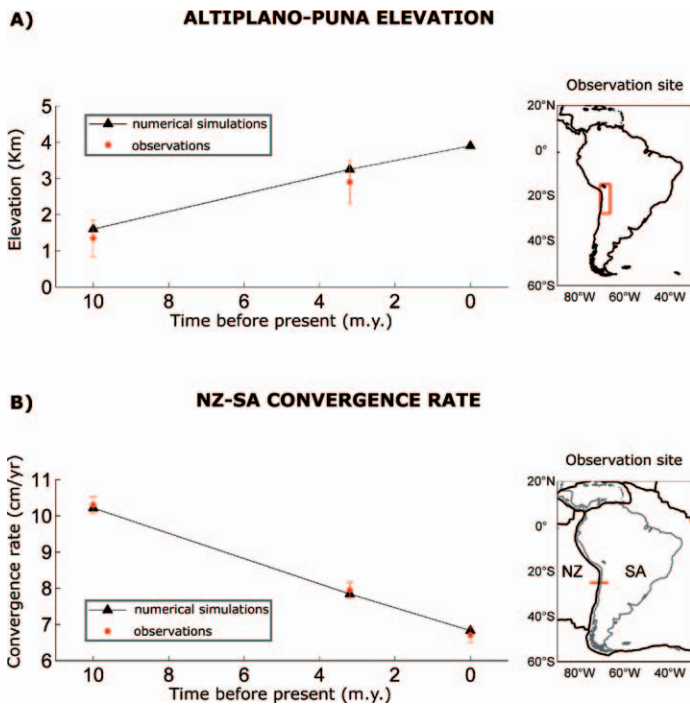 A) ALTIPLANO-PUNA ELEVATION
Observation site
5
4
3
2
1
0
Elevation (Km)
numerical simulations
observations
10 8 6 4 2 0
Time before present (m.y.)
20°N
0°
20°S
40°S
60°S
80°W 60°W 40°W
B) NZ-SA CONVERGENCE RATE
Observation site
11
10
9
8
7
6
Convergence rate (cm/yr)
numerical simulations
observations
10 8 6 4 2 0
Time before present (m.y.)
20°N
0°
20°S
40°S
60°S
NZ SA
80°W 60°W 40°W